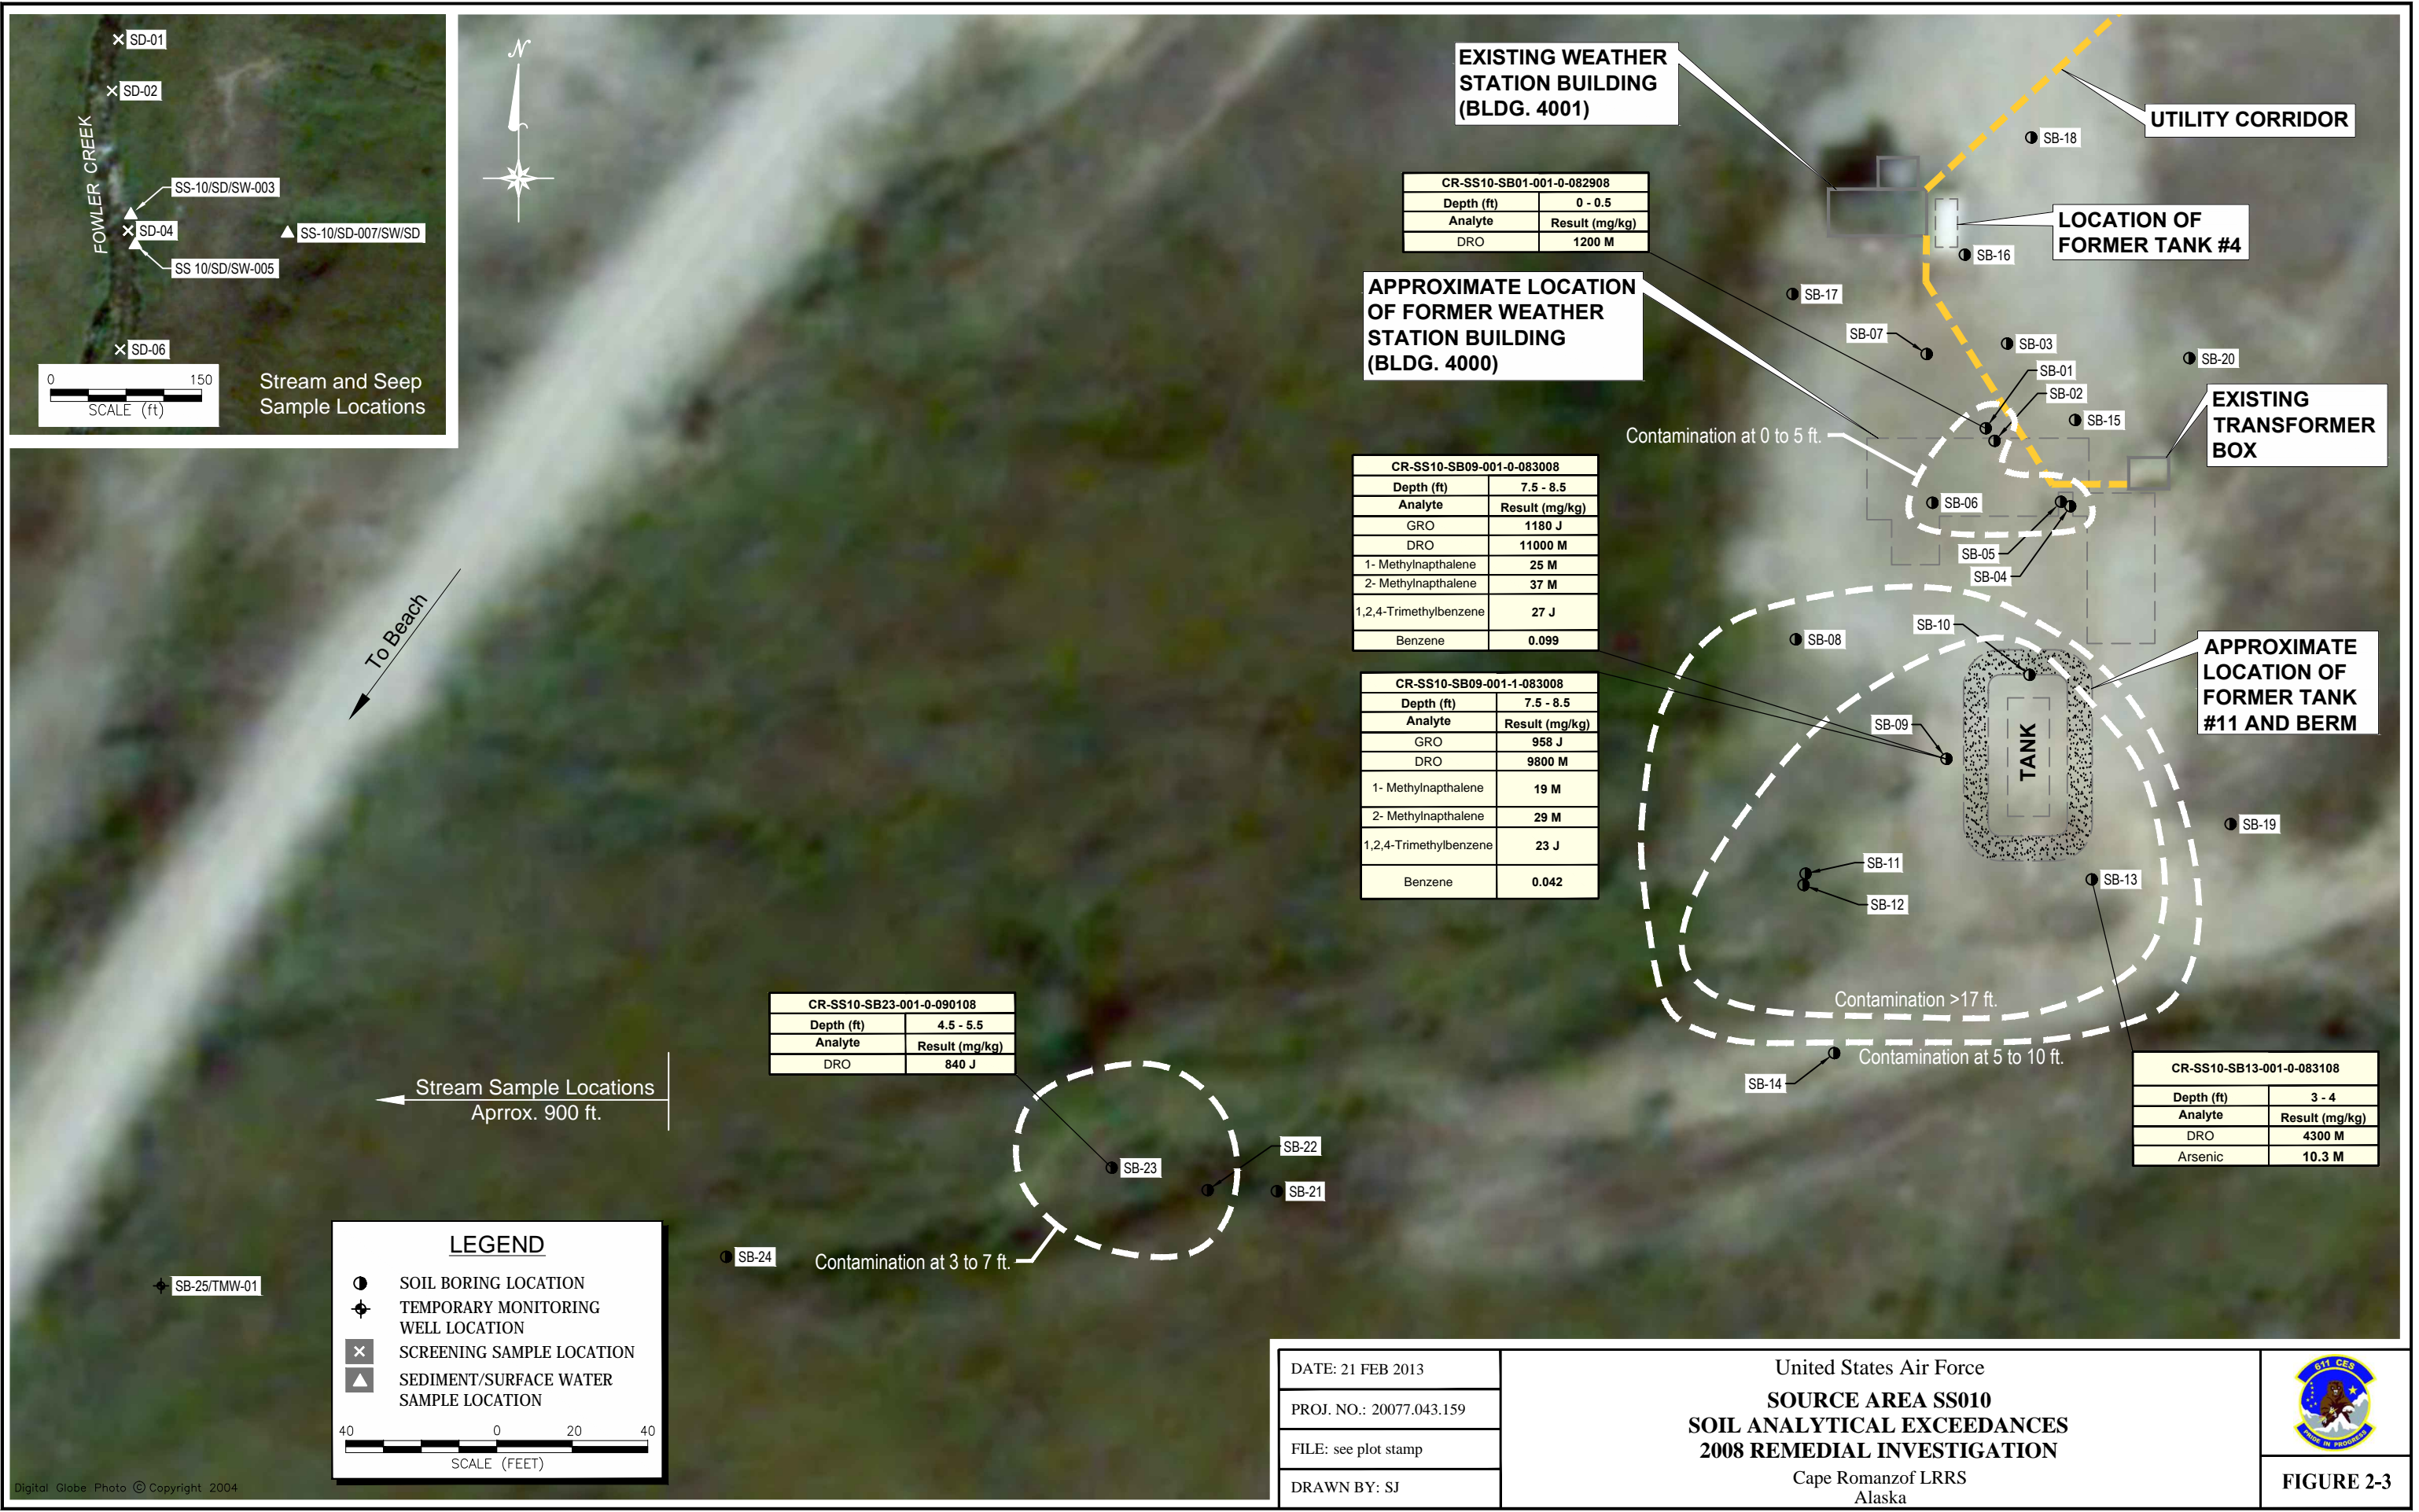 SD-01
SD-02
FOWLER CREEK
SS-10/SD/SW-003
SD-04
SS-10/SD-007/SW/SD
SS 10/SD/SW-005
SD-06
0 150
SCALE (ft)
Stream and Seep
Sample Locations
N
EXISTING WEATHER
STATION BUILDING
(BLDG. 4001)
UTILITY CORRIDOR
SB-18
CR-SS10-SB01-001-0-082908
Depth (ft) 0 - 0.5
Analyte Result (mg/kg)
DRO 1200 M
LOCATION OF
FORMER TANK #4
SB-16
APPROXIMATE LOCATION
OF FORMER WEATHER
STATION BUILDING
(BLDG. 4000)
SB-17
SB-07
SB-03
SB-20
SB-01
SB-02
SB-15
EXISTING
TRANSFORMER
BOX
Contamination at 0 to 5 ft.
CR-SS10-SB09-001-0-083008
Depth (ft) 7.5 - 8.5
Analyte Result (mg/kg)
GRO 1180 J
DRO 11000 M
1- Methylnapthalene 25 M
2- Methylnapthalene 37 M
1,2,4-Trimethylbenzene 27 J
Benzene 0.099
SB-06
SB-05
SB-04
To Beach
SB-10
SB-08
APPROXIMATE
LOCATION OF
FORMER TANK
#11 AND BERM
CR-SS10-SB09-001-1-083008
Depth (ft) 7.5 - 8.5
Analyte Result (mg/kg)
GRO 958 J
DRO 9800 M
1- Methylnapthalene 19 M
2- Methylnapthalene 29 M
1,2,4-Trimethylbenzene 23 J
Benzene 0.042
SB-09
TANK
SB-19
SB-11
SB-12
SB-13
Contamination >17 ft.
Contamination at 5 to 10 ft.
SB-14
CR-SS10-SB23-001-0-090108
Depth (ft) 4.5 - 5.5
Analyte Result (mg/kg)
DRO 840 J
CR-SS10-SB13-001-0-083108
Depth (ft) 3 - 4
Analyte Result (mg/kg)
DRO 4300 M
Arsenic 10.3 M
Stream Sample Locations
Aprrox. 900 ft.
SB-22
SB-23
SB-21
SB-24
Contamination at 3 to 7 ft.
SB-25/TMW-01
LEGEND
SOIL BORING LOCATION
TEMPORARY MONITORING
WELL LOCATION
SCREENING SAMPLE LOCATION
SEDIMENT/SURFACE WATER
SAMPLE LOCATION
40 0 20 40
SCALE (FEET)
Digital Globe Photo © Copyright 2004
DATE: 21 FEB 2013
PROJ. NO.: 20077.043.159
FILE: see plot stamp
DRAWN BY: SJ
United States Air Force
SOURCE AREA SS010
SOIL ANALYTICAL EXCEEDANCES
2008 REMEDIAL INVESTIGATION
Cape Romanzof LRRS
Alaska
611 CES
PRIDE IN PROGRESS
FIGURE 2-3